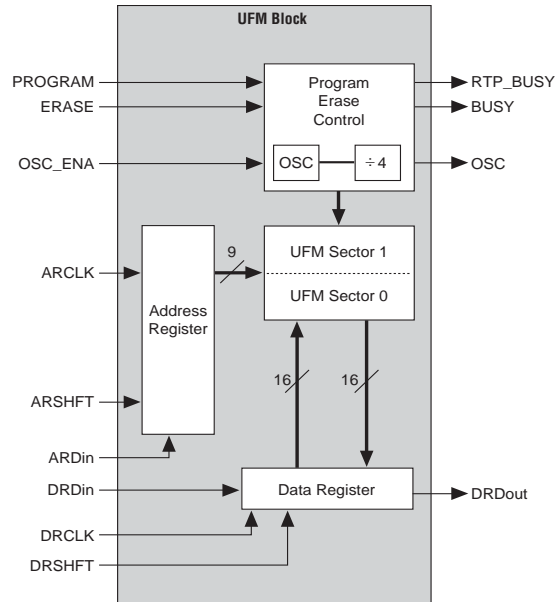 UFM Block
PROGRAM
ERASE
OSC_ENA
Program
Erase
Control
OSC
÷ 4
RTP_BUSY
BUSY
OSC
UFM Sector 1
UFM Sector 0
9
ARCLK
Address
Register
ARSHFT
ARDin
16
16
DRDin
Data Register
DRDout
DRCLK
DRSHFT